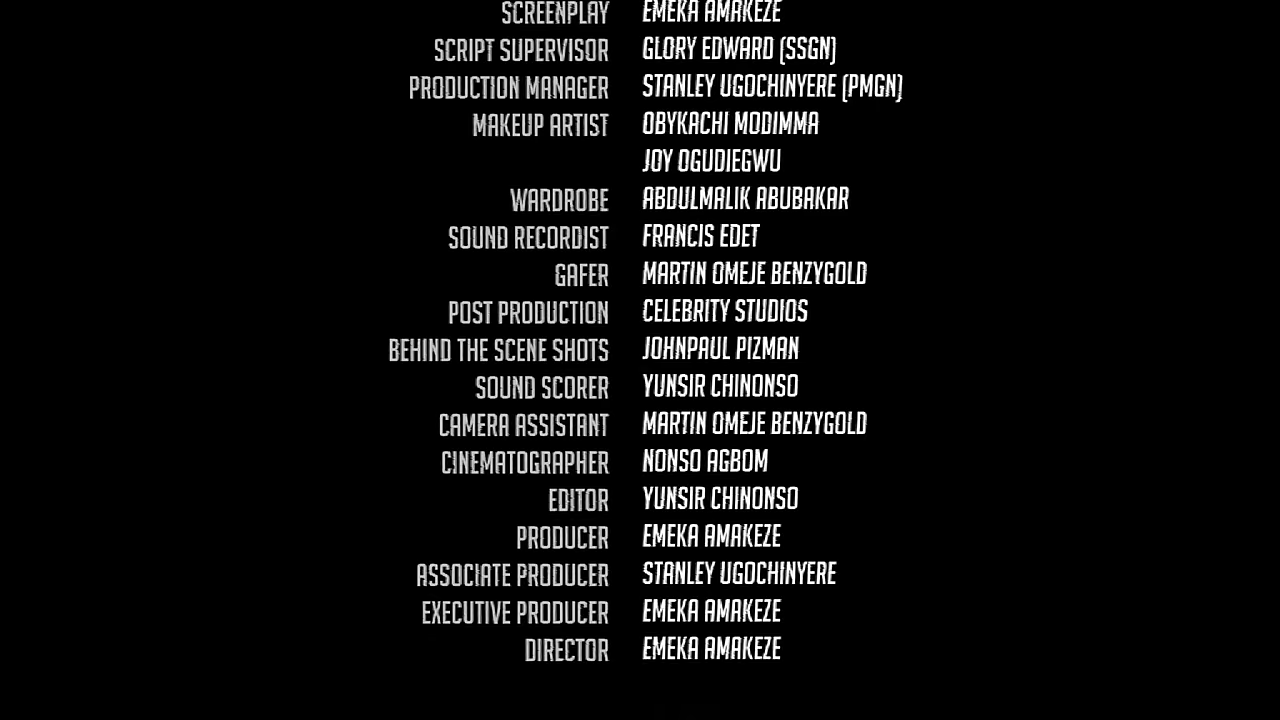 SCREENPLAY EMEKA AMAKEZE
SCRIPT SUPERVISOR GLORY EDWARD (SSGN)
PRODUCTION MANAGER STANLEY UGOCHINYERE (PMGN)
MAKEUP ARTIST OBYKACHI MODIMMA
JOY OGUDIEGWU
WARDROBE ABDULMALIK ABUBAKAR
SOUND RECORDIST FRANCIS EDET
GAFER MARTIN OMEJE BENZYGOLD
POST PRODUCTION CELEBRITY STUDIOS
BEHIND THE SCENE SHOTS JOHNPAUL PIZMAN
SOUND SCORER YUNSIR CHINONSO
CAMERA ASSISTANT MARTIN OMEJE BENZYGOLD
CINEMATOGRAPHER NONSO AGBOM
EDITOR YUNSIR CHINONSO
PRODUCER EMEKA AMAKEZE
ASSOCIATE PRODUCER STANLEY UGOCHINYERE
EXECUTIVE PRODUCER EMEKA AMAKEZE
DIRECTOR EMEKA AMAKEZE